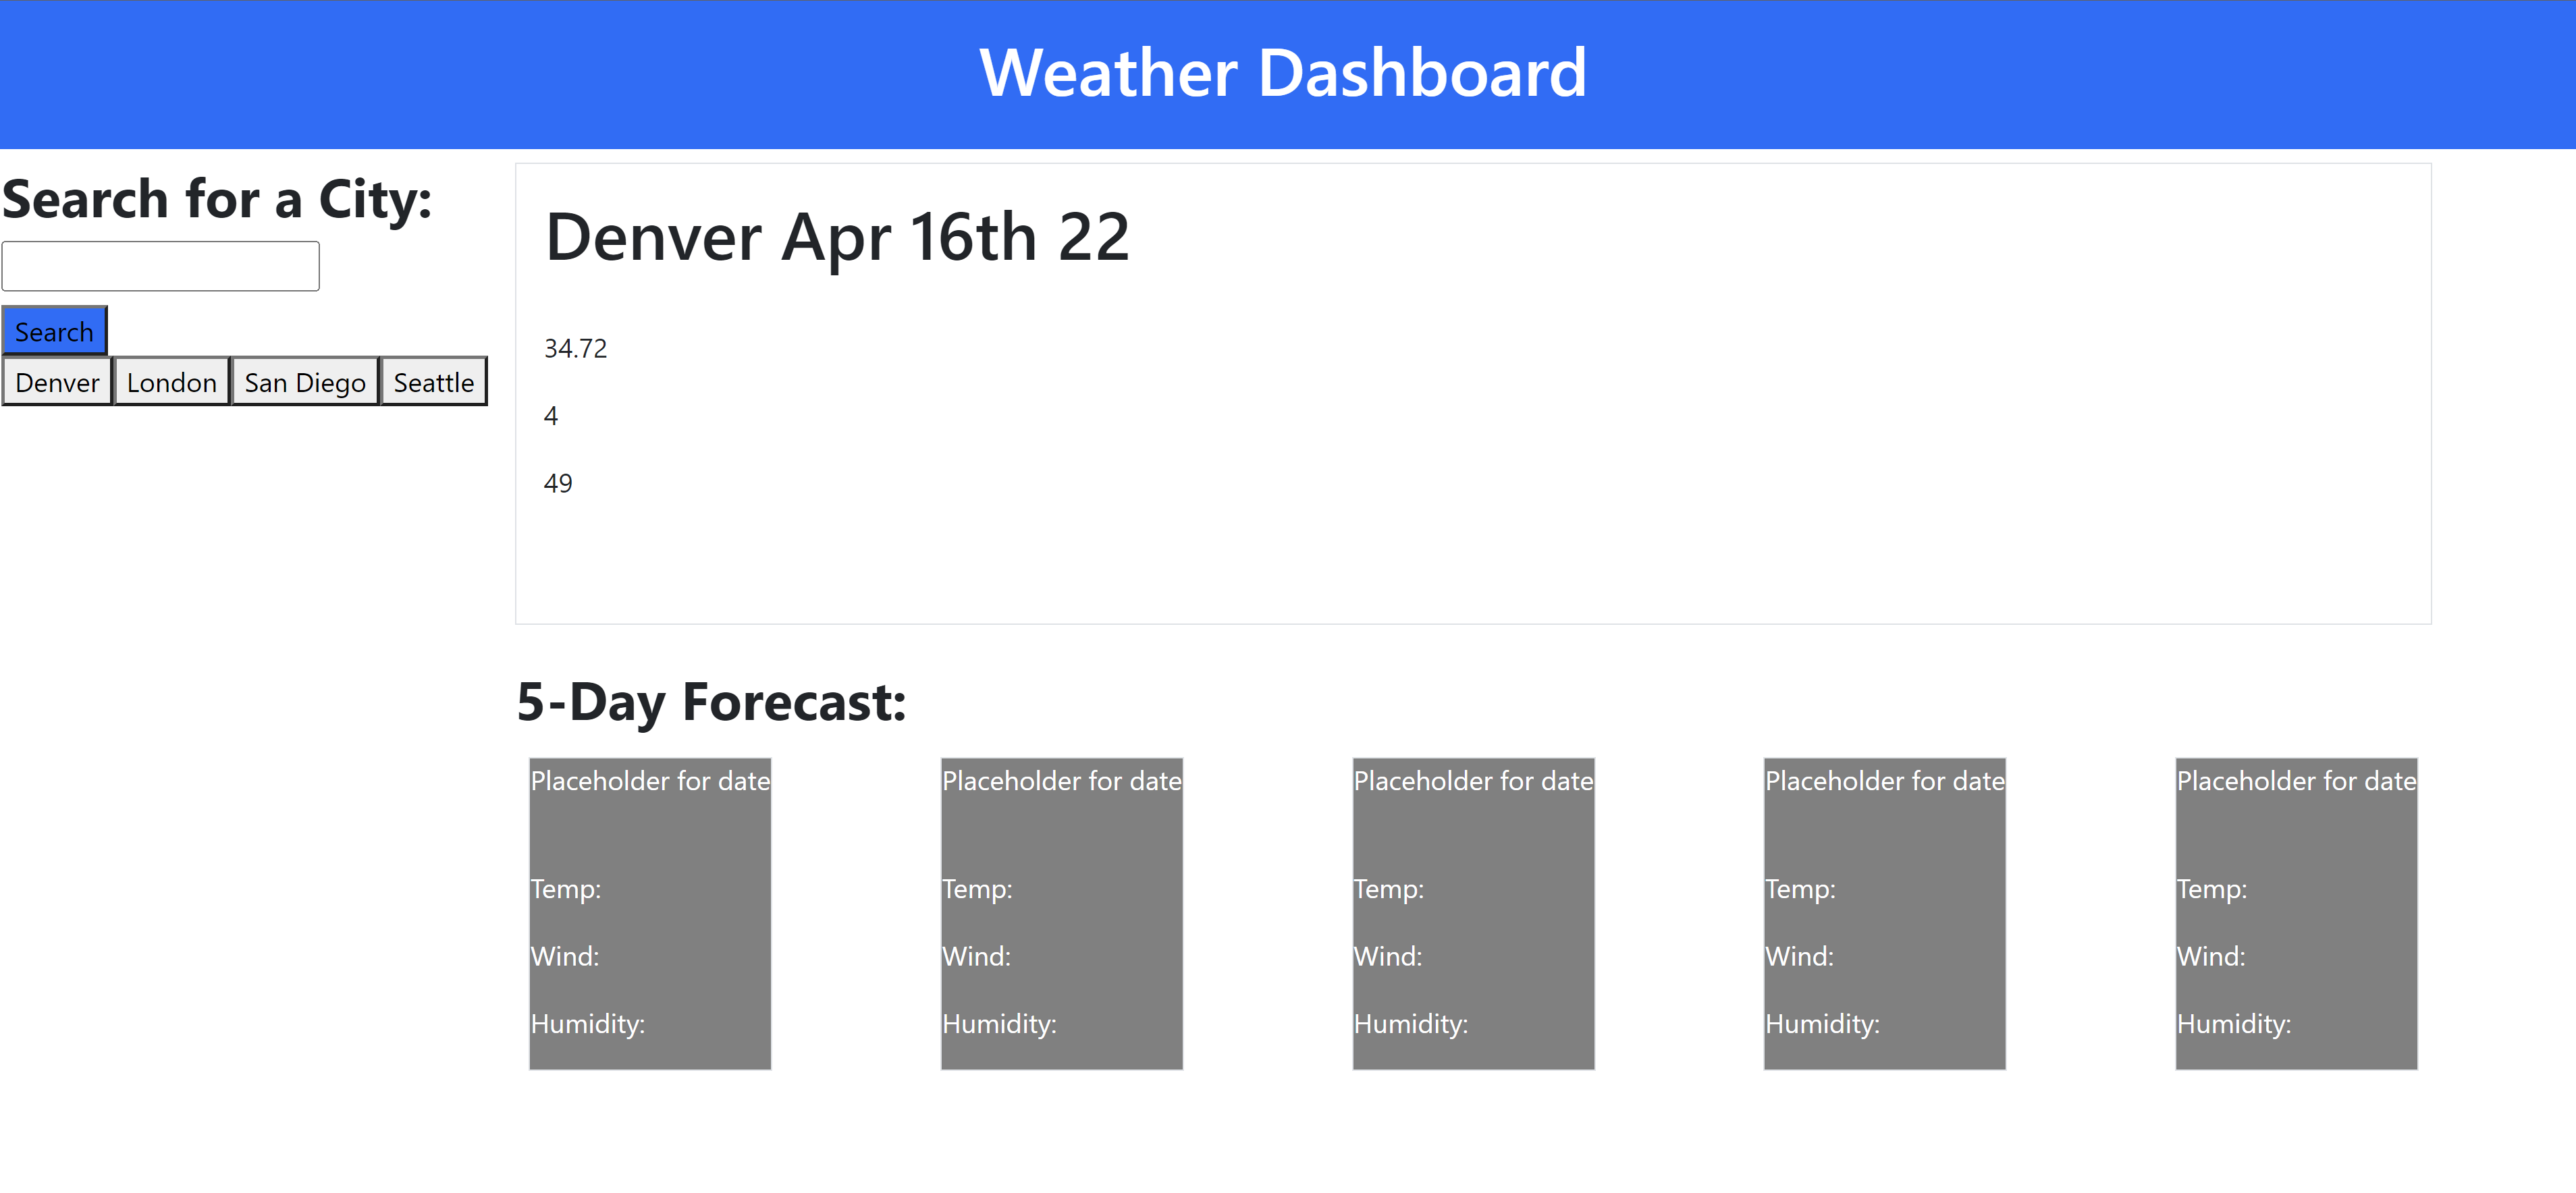 Weather Dashboard
Search for a City:
Search
Denver London San Diego Seattle
Denver Apr 16th 22
34.72
4
49
5-Day Forecast:
Placeholder for date
Temp:
Wind:
Humidity:
Placeholder for date
Temp:
Wind:
Humidity:
Placeholder for date
Temp:
Wind:
Humidity:
Placeholder for date
Temp:
Wind:
Humidity:
Placeholder for date
Temp:
Wind:
Humidity: